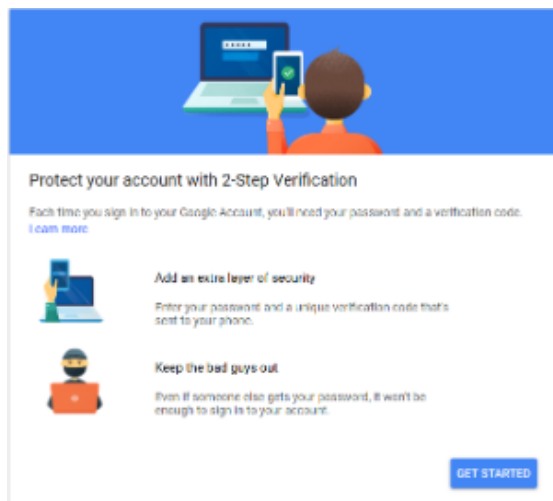 Protect your account with 2-Step Verification
Each time you sign in to your Google Account, you'll need your password and a verification code.
Learn more
Add an extra layer of security
Enter your password and a unique verification code that's
sent to your phone.
Keep the bad guys out
Even if someone else gets your password, it won't be
enough to sign in to your account.
GET STARTED